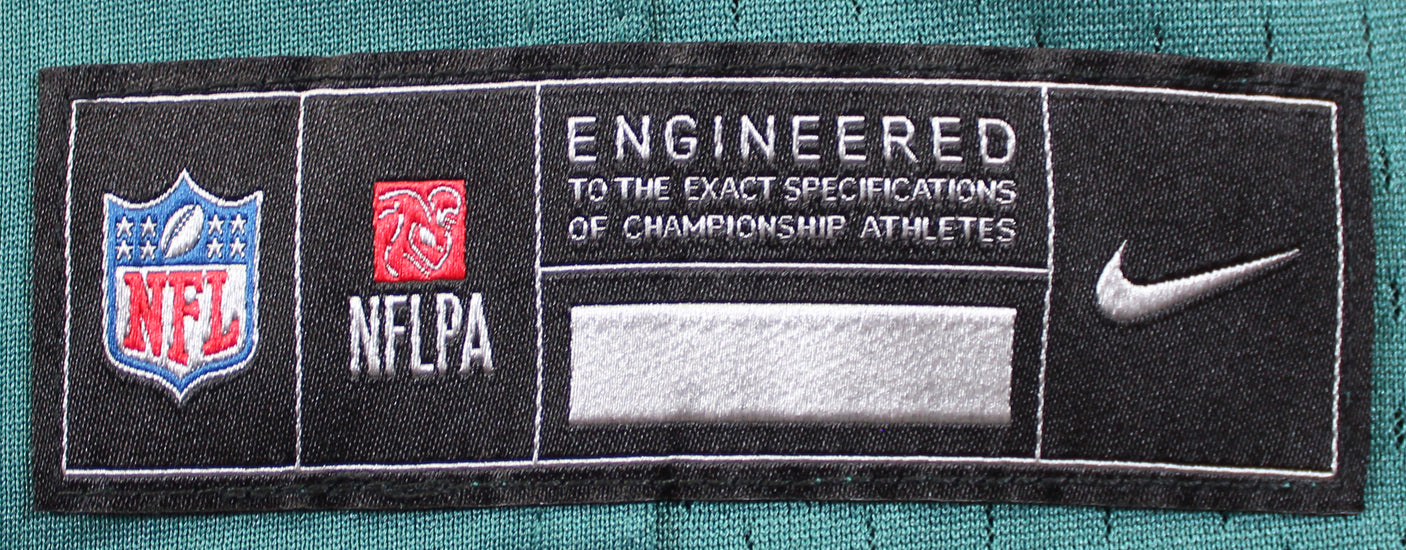 NFL
NFLPA
ENGINEERED
TO THE EXACT SPECIFICATIONS
OF CHAMPIONSHIP ATHLETES